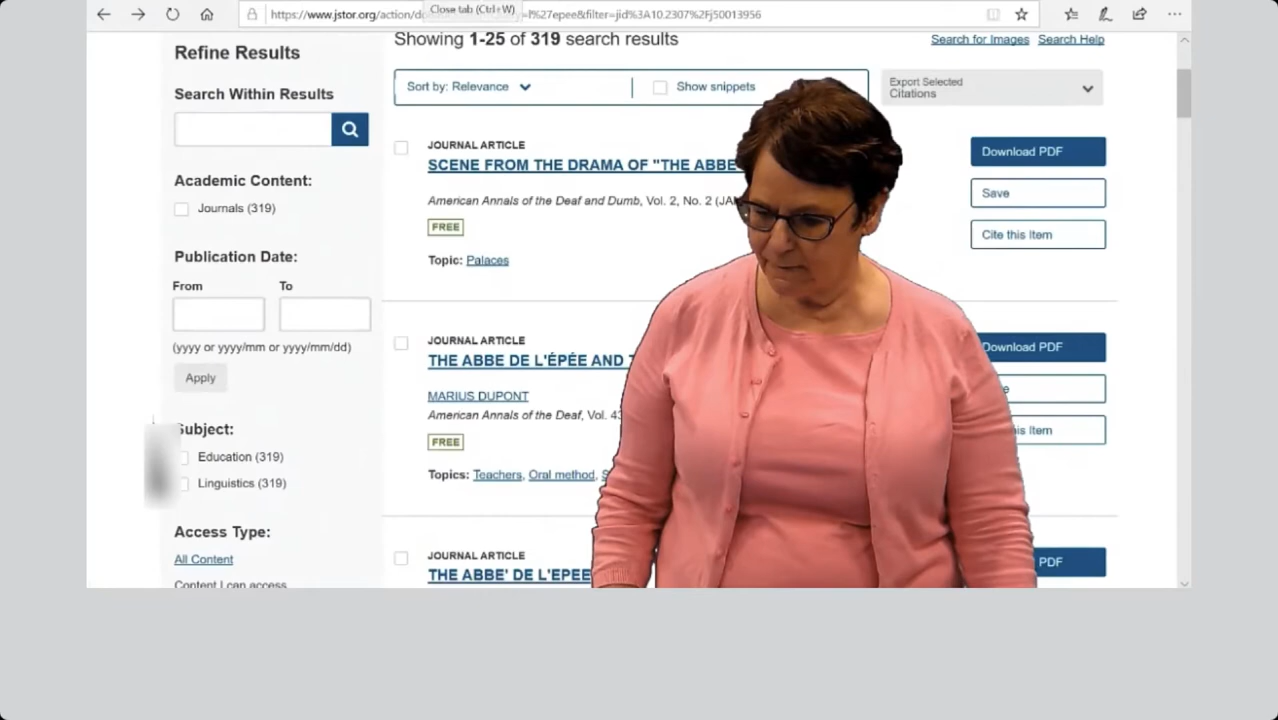 Close tab (Ctrl+W)
https://www.jstor.org/action/do l%27epee&filter=jid%3A10.2307%2Fj50013956
Refine Results
Showing 1-25 of 319 search results
Search for Images Search Help
Search Within Results
Sort by: Relevance
Show snippets
Export Selected
Citations
JOURNAL ARTICLE
SCENE FROM THE DRAMA OF "THE ABBE
American Annals of the Deaf and Dumb, Vol. 2, No. 2
FREE
Topic: Palaces
Download PDF
Save
Cite this Item
Academic Content:
Journals (319)
Publication Date:
From To
(yyyy or yyyy/mm or yyyy/mm/dd)
Apply
JOURNAL ARTICLE
THE ABBE DE L'ÉPÉE AND
MARIUS DUPONT
American Annals of the Deaf, Vol.
FREE
Topics: Teachers, Oral method,
Download PDF
Item
Subject:
Education (319)
Linguistics (319)
Access Type:
All Content
Content I can access
JOURNAL ARTICLE
THE ABBE' DE L'EPEE
PDF